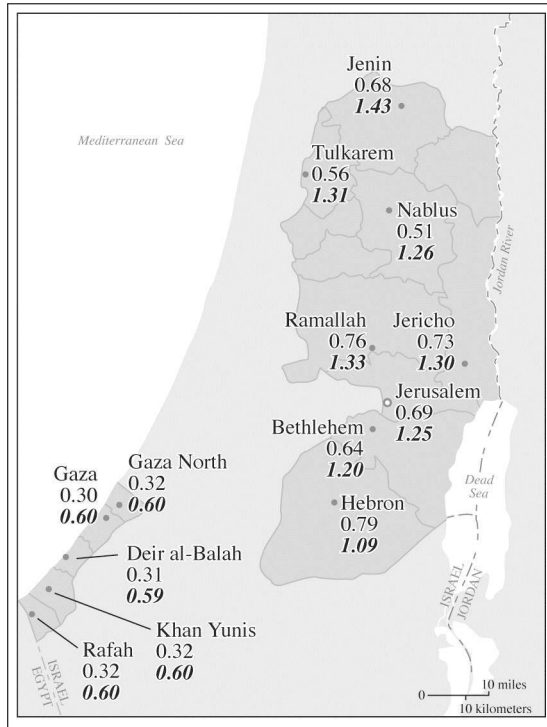 Jenin
0.68
1.43
Mediterranean Sea
Tulkarem
0.56
1.31
Nablus
0.51
1.26
Jordan River
Ramallah
0.76
1.33
Jericho
0.73
1.30
Jerusalem
0.69
1.25
Bethlehem
0.64
1.20
Gaza
0.30
0.60
Gaza North
0.32
0.60
Hebron
0.79
1.09
Dead
Sea
Deir al-Balah
0.31
0.59
Khan Yunis
0.32
0.60
Rafah
0.32
0.60
ISRAEL
EGYPT
ISRAEL
JORDAN
0 10 miles
10 kilometers